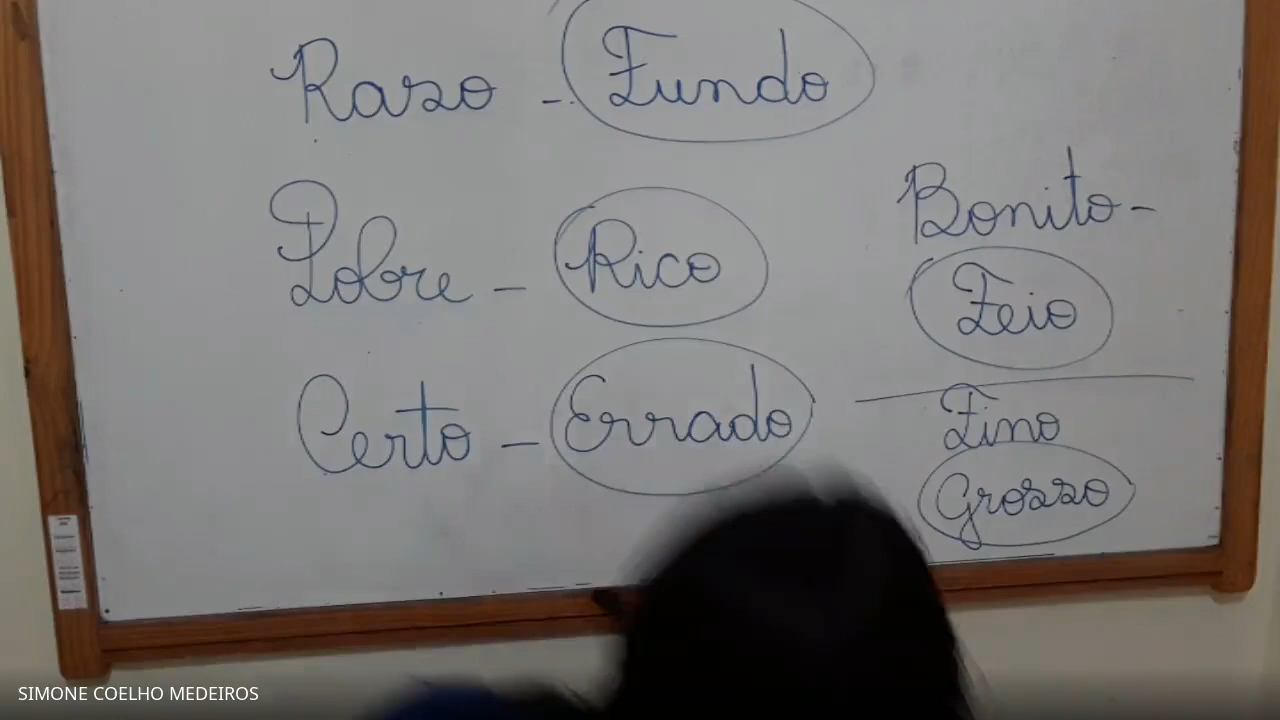 Raso - Fundo
Pobre - Rico
Certo - Errado
Bonito -
Feio
Fino
Grosso
SIMONE COELHO MEDEIROS